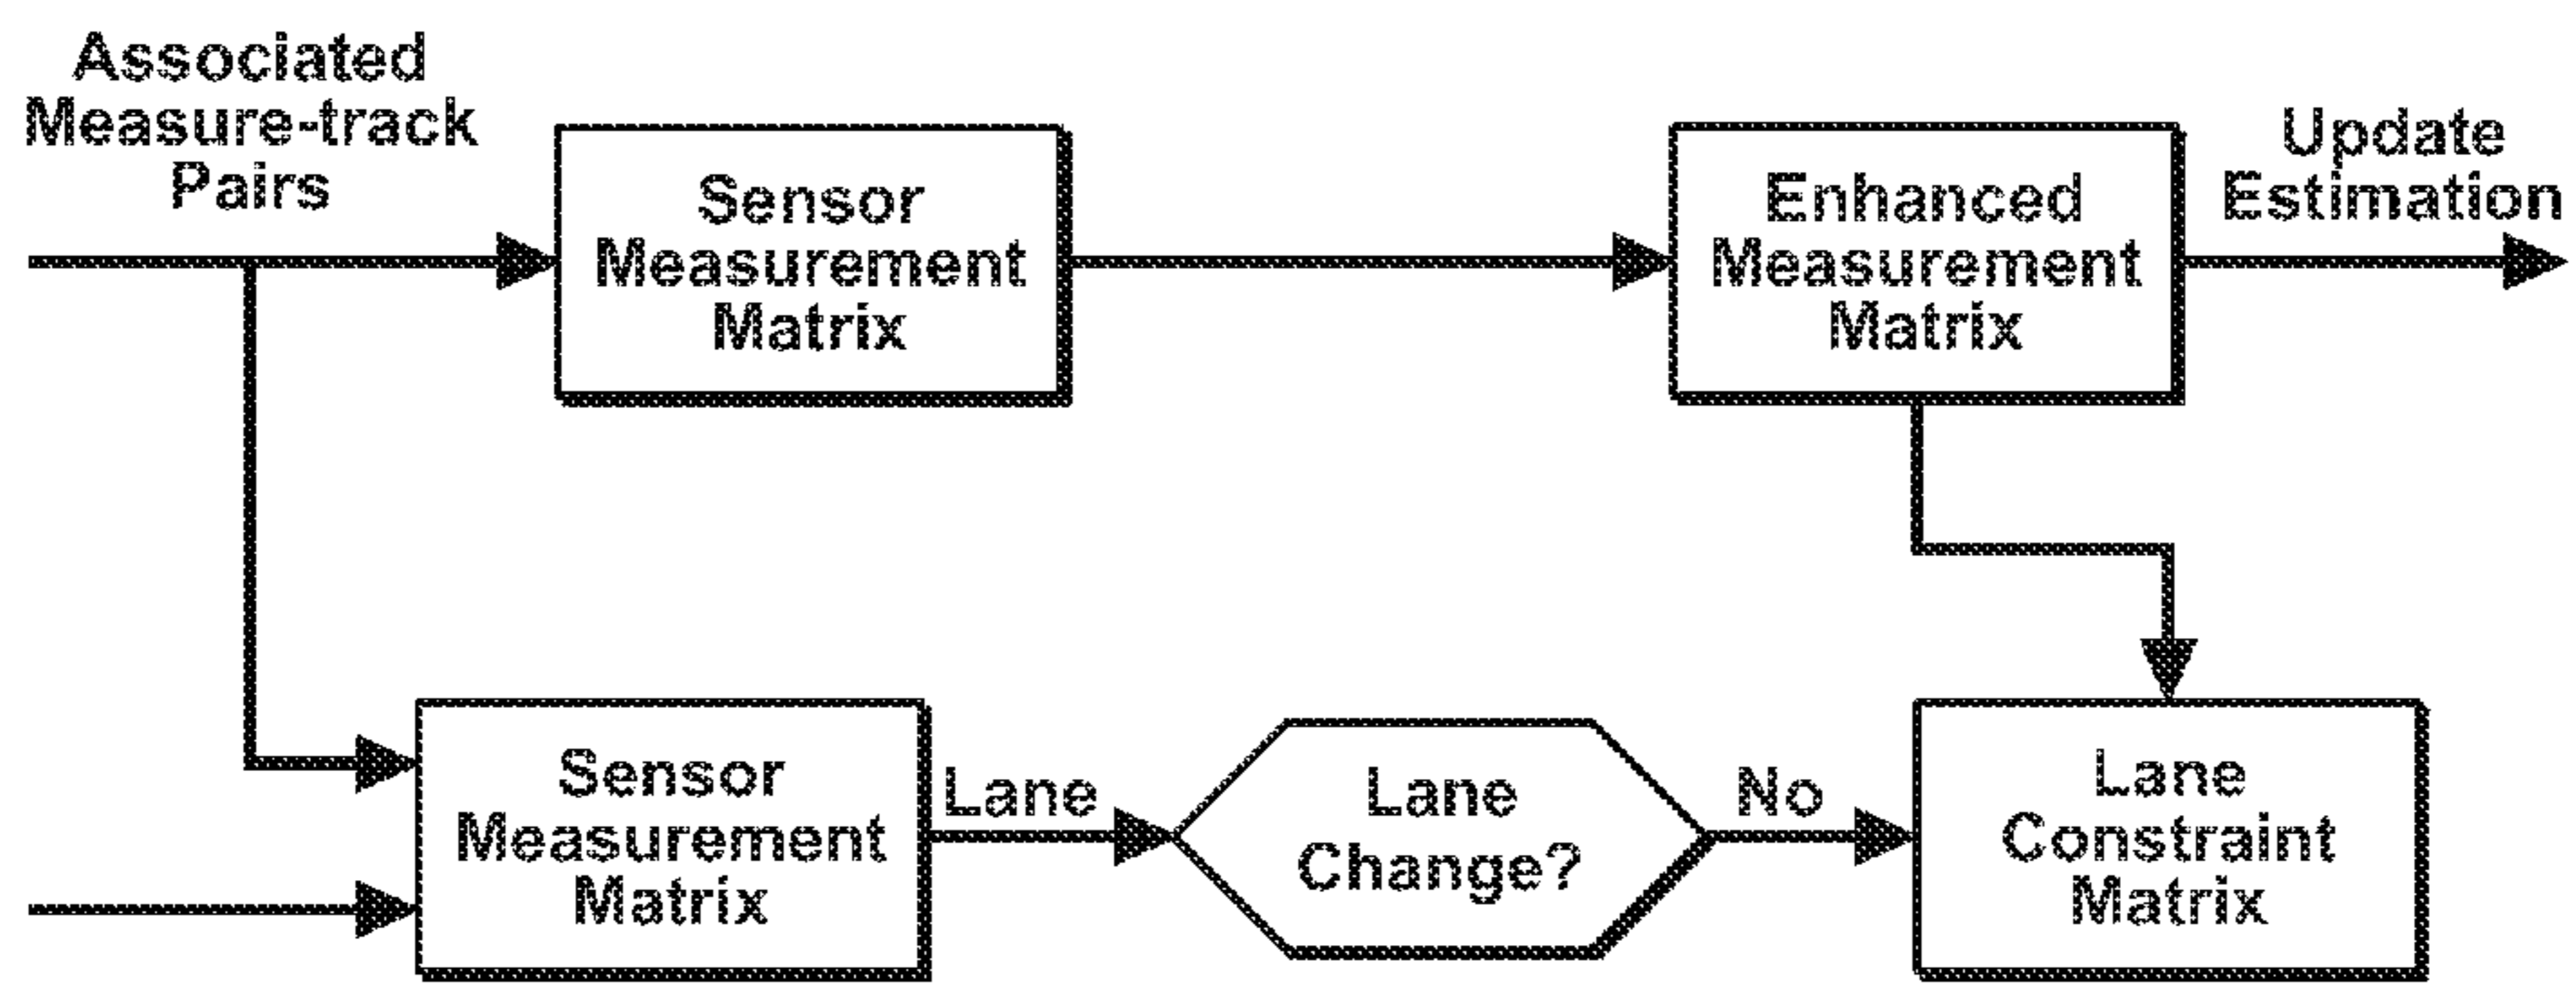 Associated
Measure-track
Pairs
Sensor
Measurement
Matrix
Enhanced
Measurement
Matrix
Update
Estimation
Sensor
Measurement
Matrix
Lane
Lane
Change?
No
Lane
Constraint
Matrix